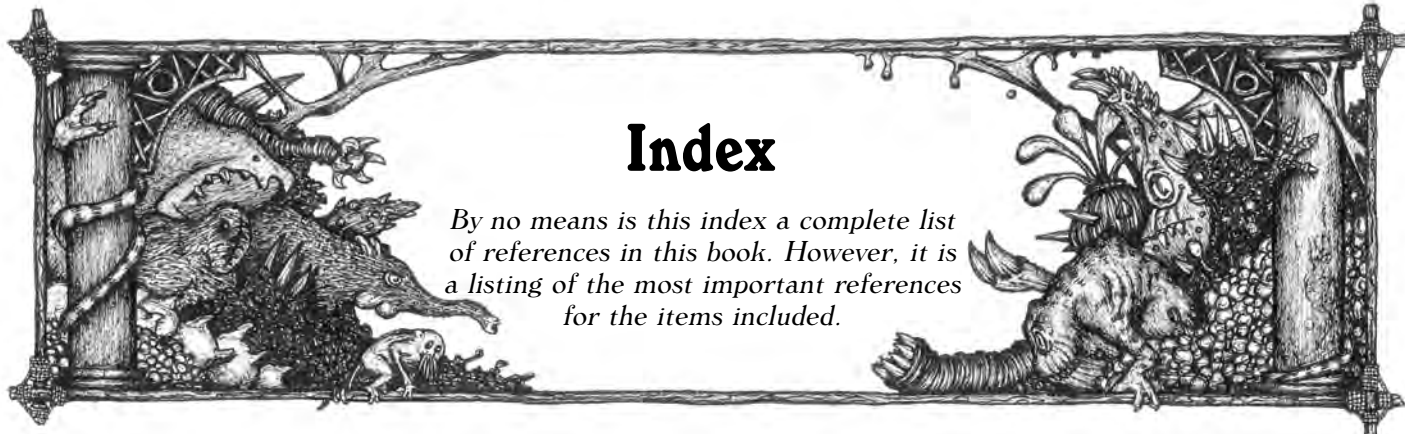 Index
By no means is this index a complete list
of references in this book. However, it is
a listing of the most important references
for the items included.